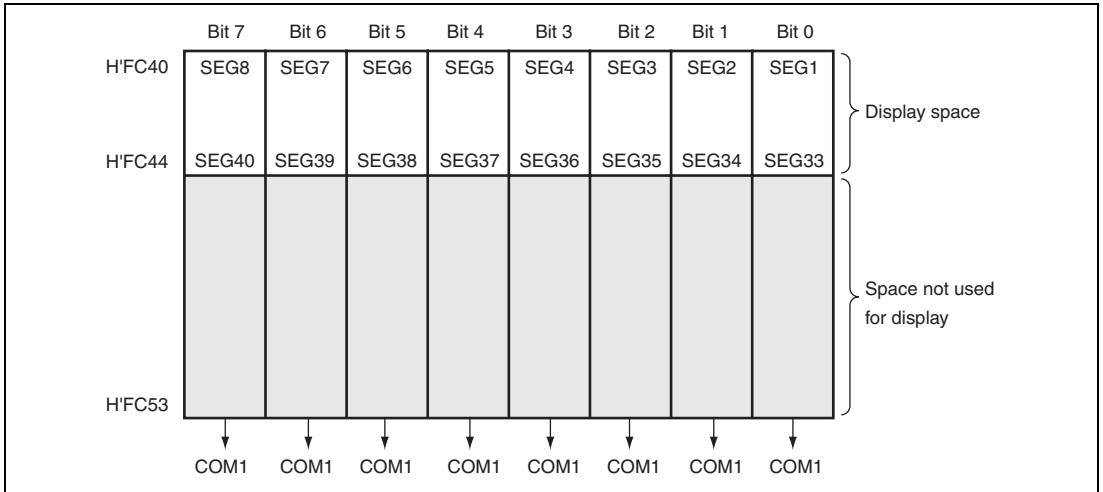 Bit 7 Bit 6 Bit 5 Bit 4 Bit 3 Bit 2 Bit 1 Bit 0
H'FC40 SEG8 SEG7 SEG6 SEG5 SEG4 SEG3 SEG2 SEG1
Display space
H'FC44 SEG40 SEG39 SEG38 SEG37 SEG36 SEG35 SEG34 SEG33
Space not used
for display
H'FC53
COM1 COM1 COM1 COM1 COM1 COM1 COM1 COM1